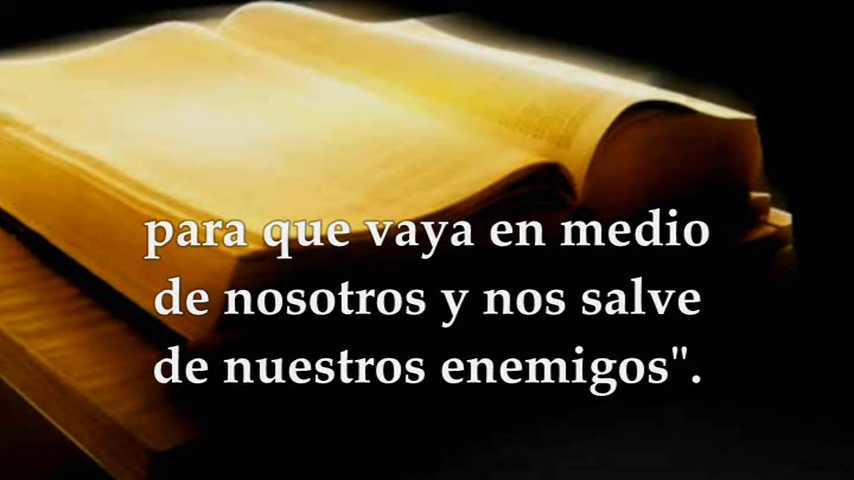 para que vaya en medio
de nosotros y nos salve
de nuestros enemigos".